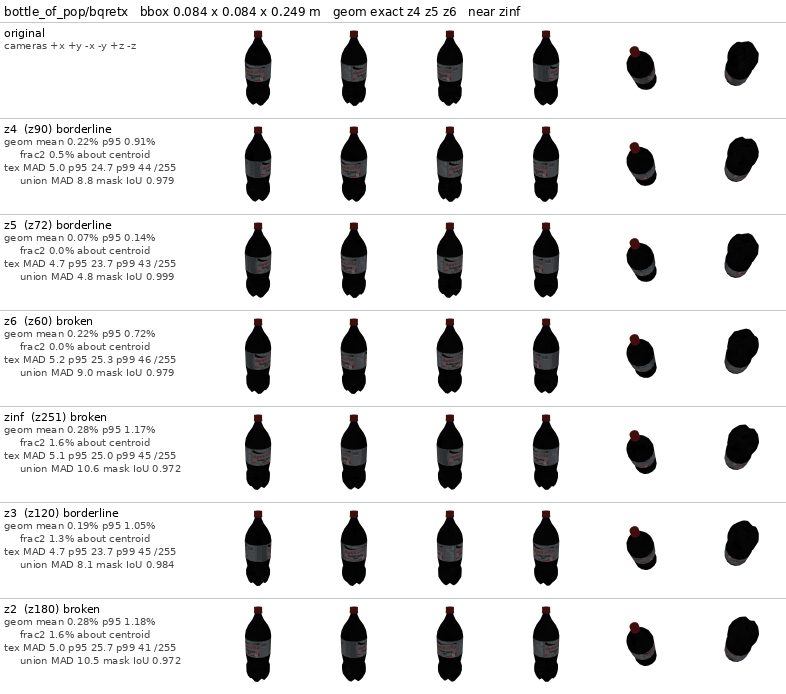 bottle_of_pop/bqretx bbox 0.084 x 0.084 x 0.249 m geom exact z4 z5 z6 near zinf
original
cameras +x +y -x -y +z -z
z4 (z90) borderline
geom mean 0.22% p95 0.91%
frac2 0.5% about centroid
tex MAD 5.0 p95 24.7 p99 44 /255
union MAD 8.8 mask IoU 0.979
z5 (z72) borderline
geom mean 0.07% p95 0.14%
frac2 0.0% about centroid
tex MAD 4.7 p95 23.7 p99 43 /255
union MAD 4.8 mask IoU 0.999
z6 (z60) broken
geom mean 0.22% p95 0.72%
frac2 0.0% about centroid
tex MAD 5.2 p95 25.3 p99 46 /255
union MAD 9.0 mask IoU 0.979
zinf (z251) broken
geom mean 0.28% p95 1.17%
frac2 1.6% about centroid
tex MAD 5.1 p95 25.0 p99 45 /255
union MAD 10.6 mask IoU 0.972
z3 (z120) borderline
geom mean 0.19% p95 1.05%
frac2 1.3% about centroid
tex MAD 4.7 p95 23.7 p99 45 /255
union MAD 8.1 mask IoU 0.984
z2 (z180) broken
geom mean 0.28% p95 1.18%
frac2 1.6% about centroid
tex MAD 5.0 p95 25.7 p99 41 /255
union MAD 10.5 mask IoU 0.972